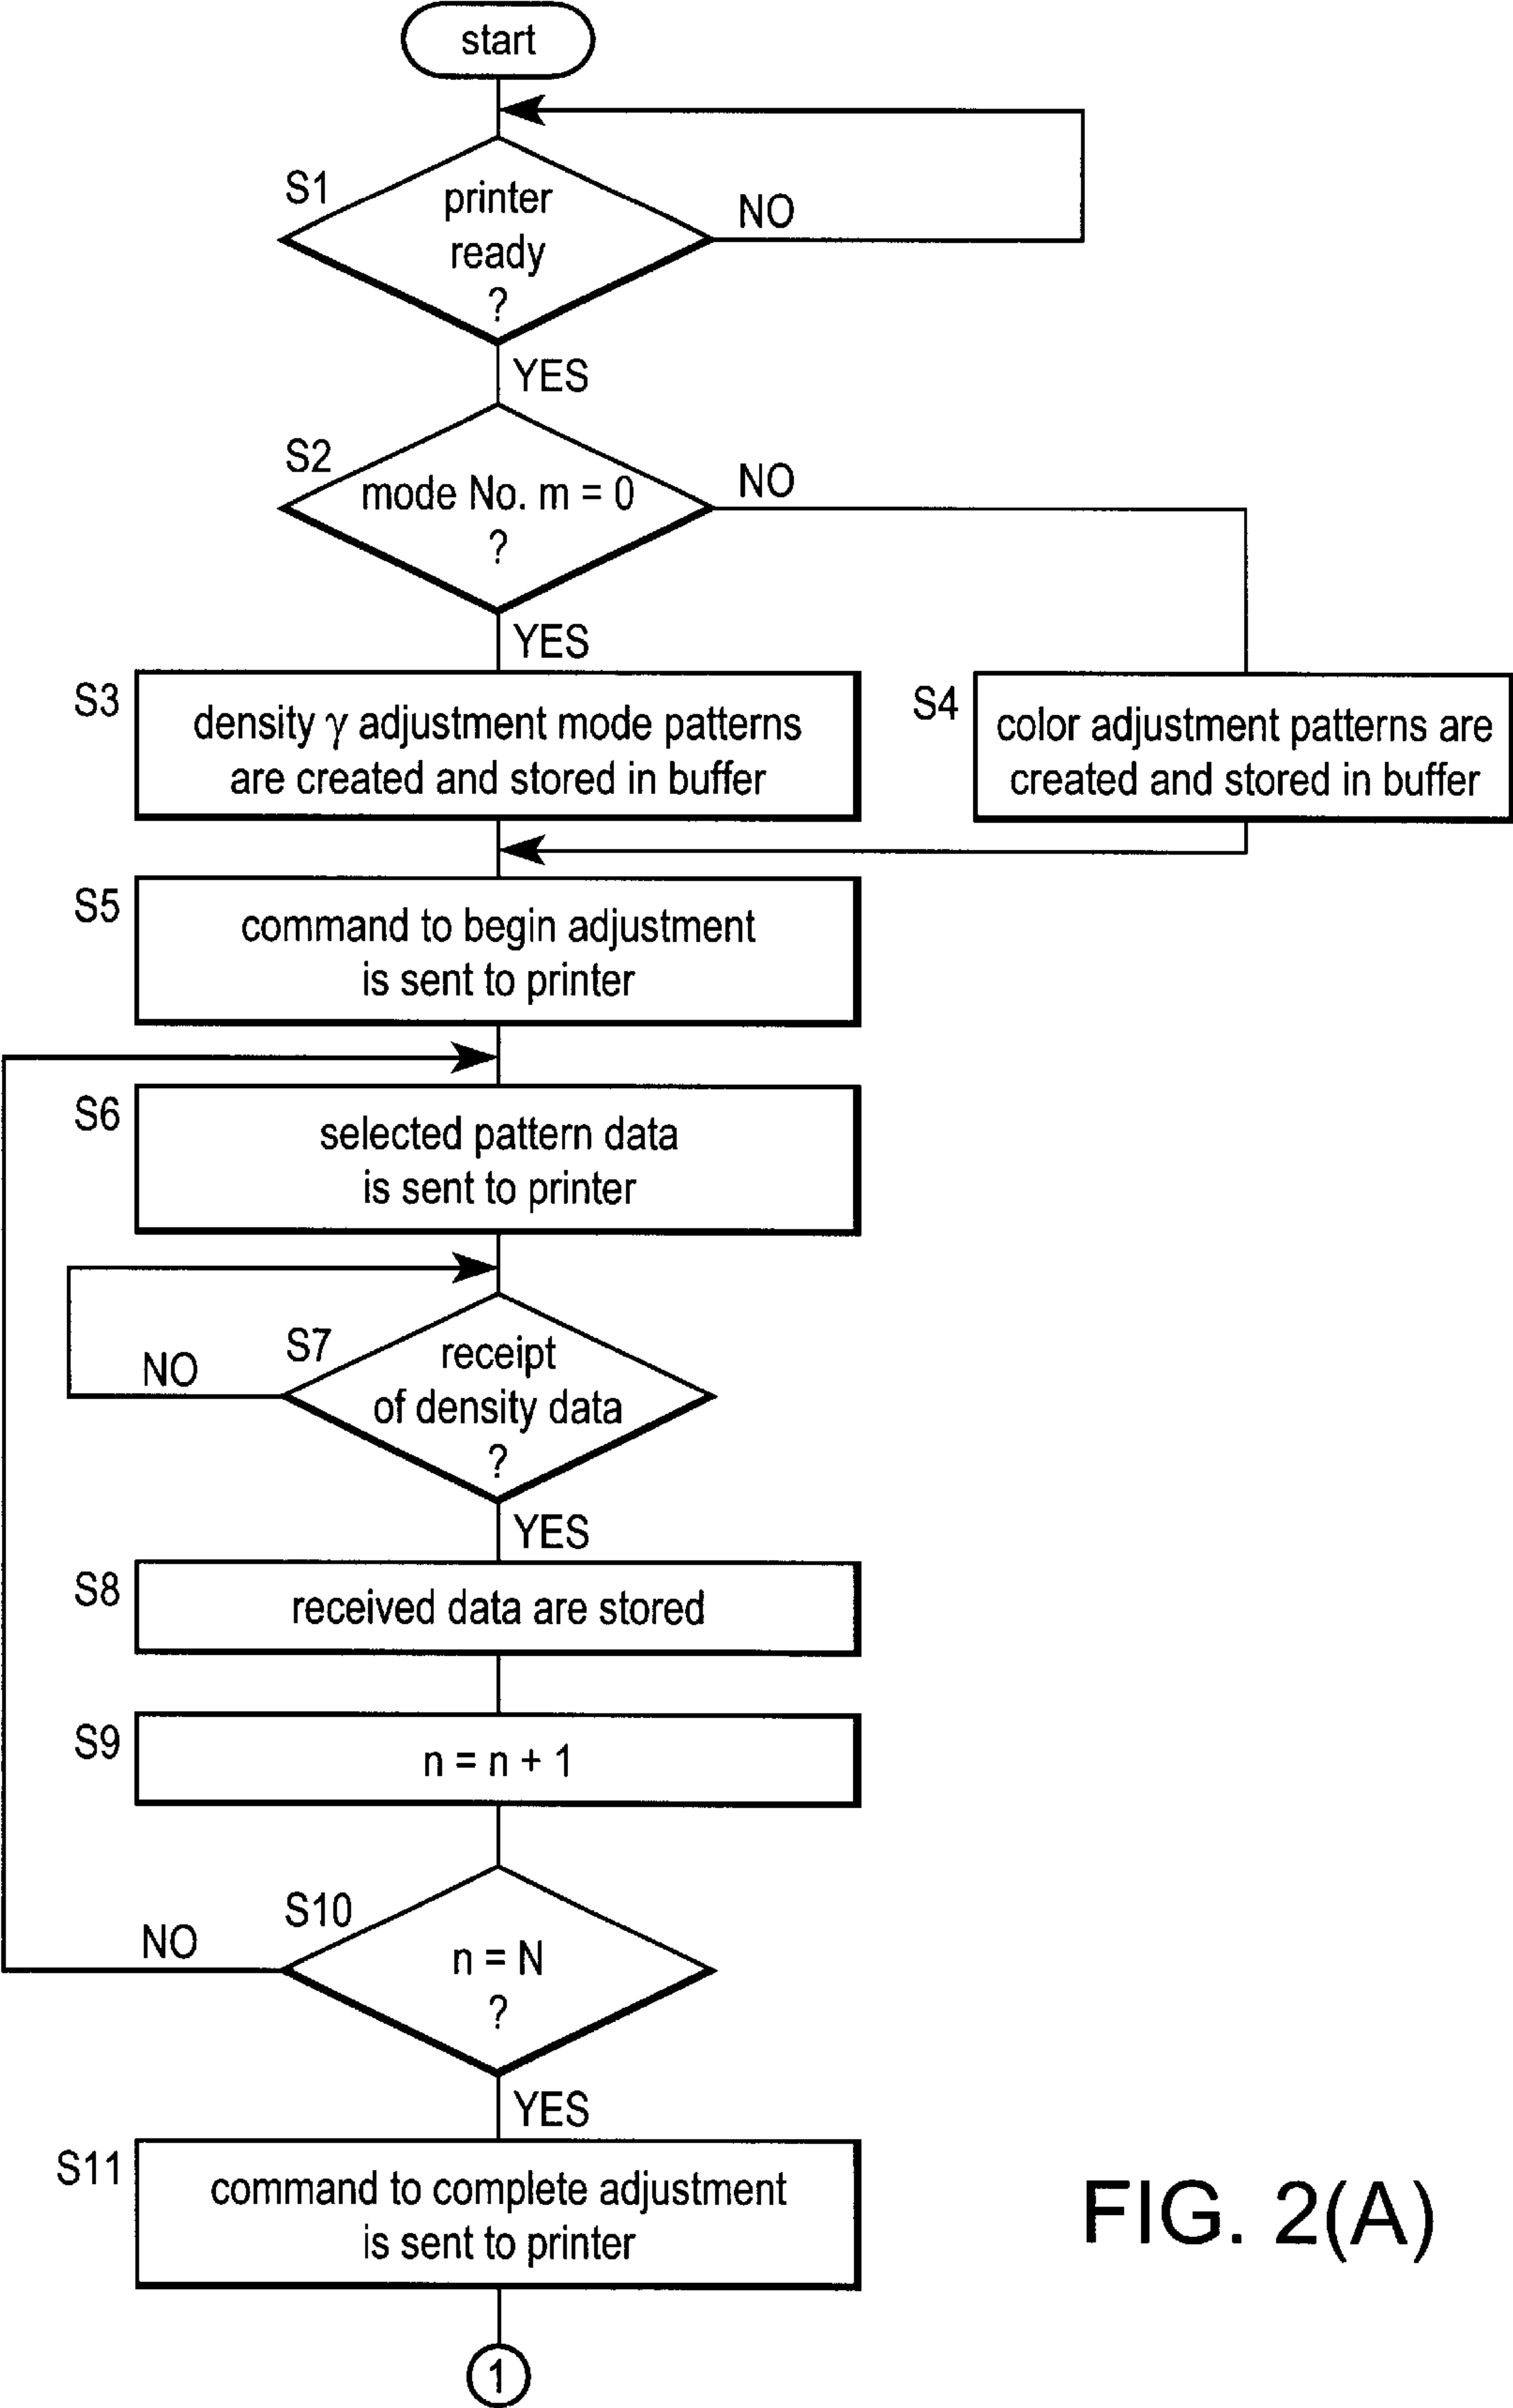 start
S1
printer
ready
?
NO
YES
S2
mode No. m = 0
?
NO
YES
S3
density γ adjustment mode patterns
are created and stored in buffer
S4
color adjustment patterns are
created and stored in buffer
S5
command to begin adjustment
is sent to printer
S6
selected pattern data
is sent to printer
S7
receipt
of density data
?
NO
YES
S8
received data are stored
S9
n = n + 1
S10
n = N
?
NO
YES
S11
command to complete adjustment
is sent to printer
1
FIG. 2(A)